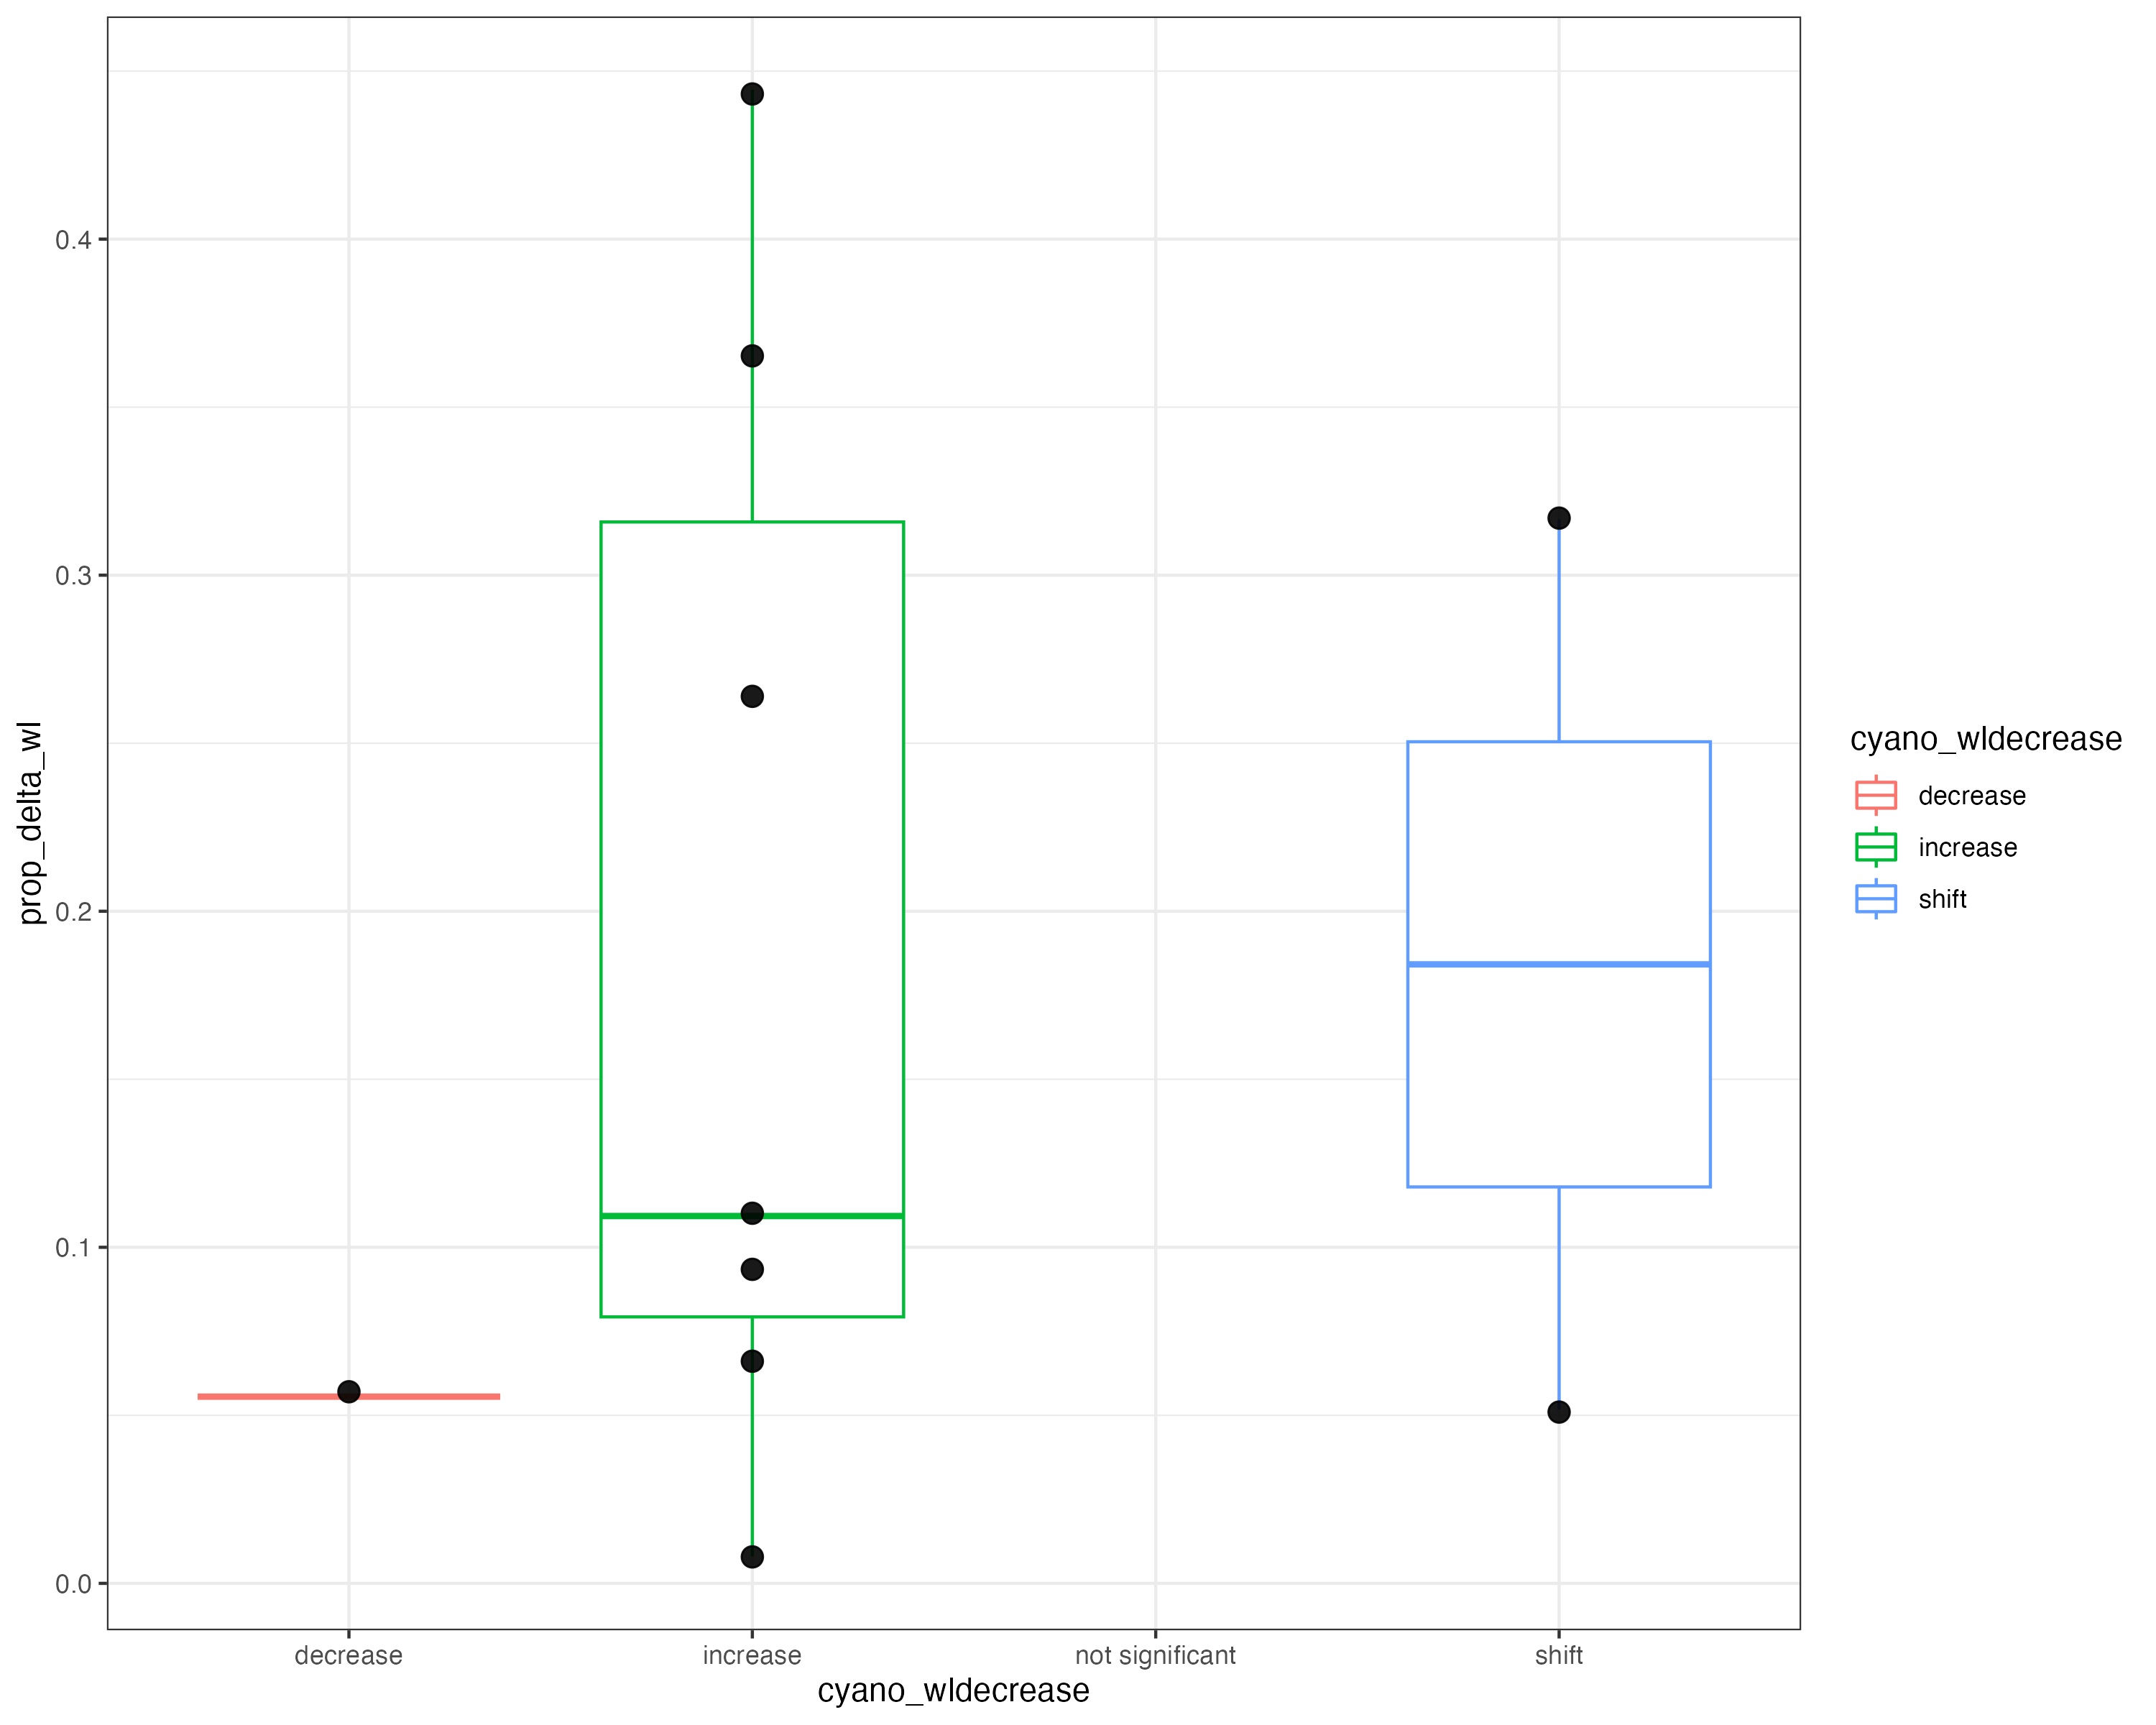 prop_delta_wl
0.4
0.3
0.2
0.1
0.0
decrease
increase
not significant
shift
cyano_wldecrease
cyano_wldecrease
decrease
increase
shift